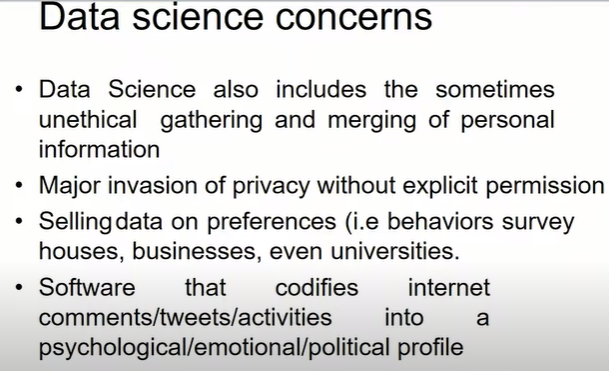 Data science concerns
• Data Science also includes the sometimes
unethical gathering and merging of personal
information
• Major invasion of privacy without explicit permission
• Selling data on preferences (i.e behaviors survey
houses, businesses, even universities.
• Software that codifies internet
comments/tweets/activities into a
psychological/emotional/political profile